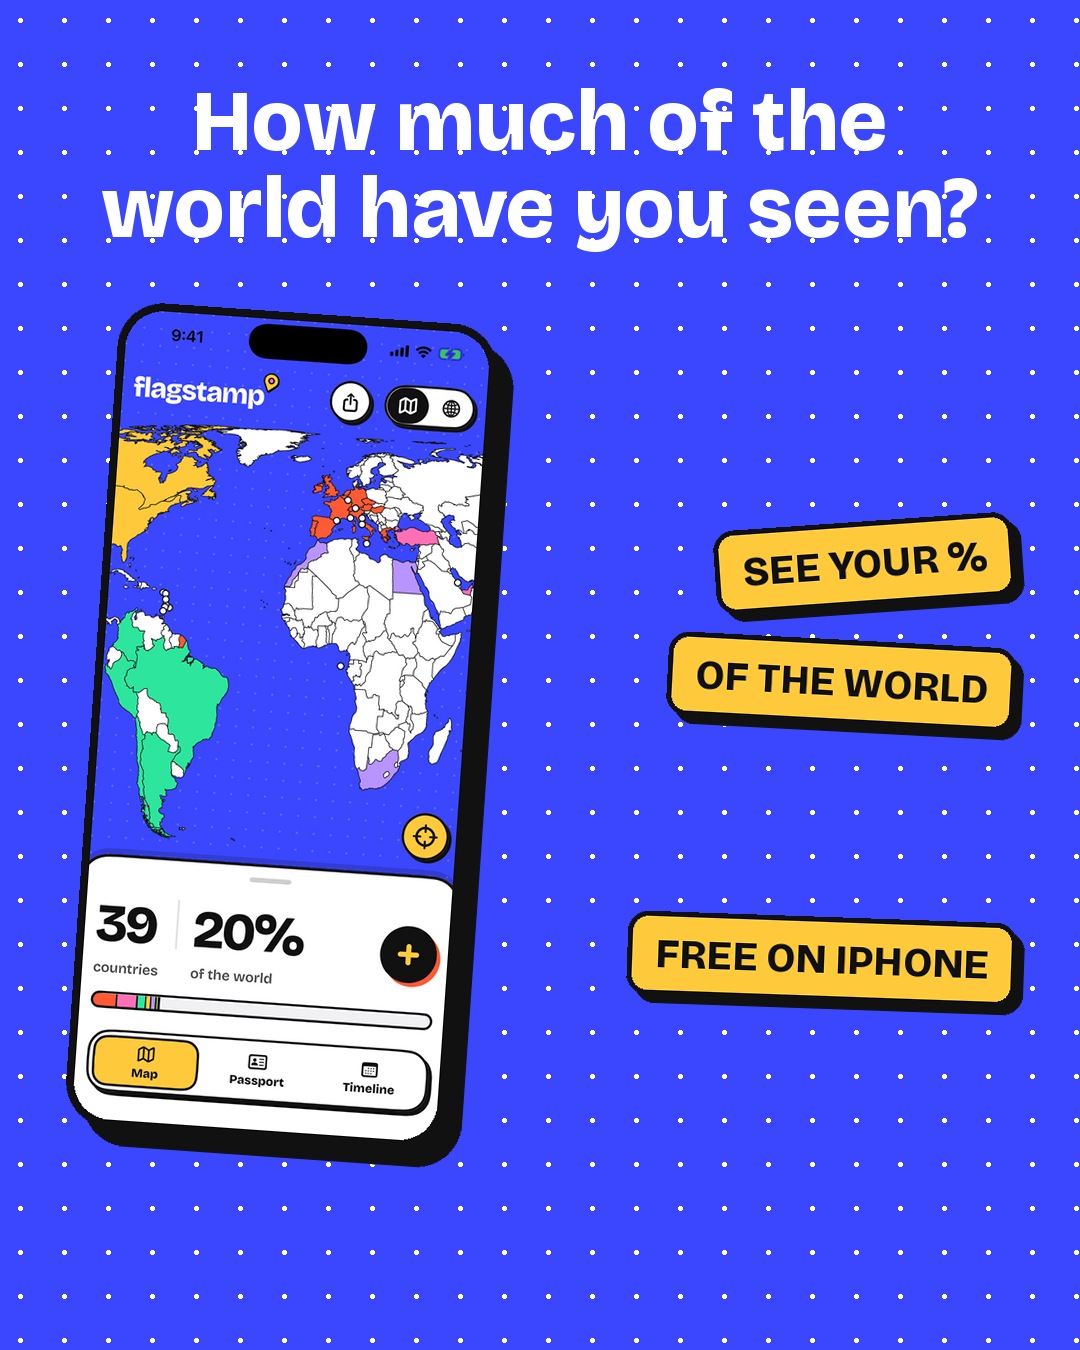 How much of the
world have you seen?
9:41
flagstamp
SEE YOUR %
OF THE WORLD
39
20%
countries
of the world
FREE ON IPHONE
Map
Passport
Timeline